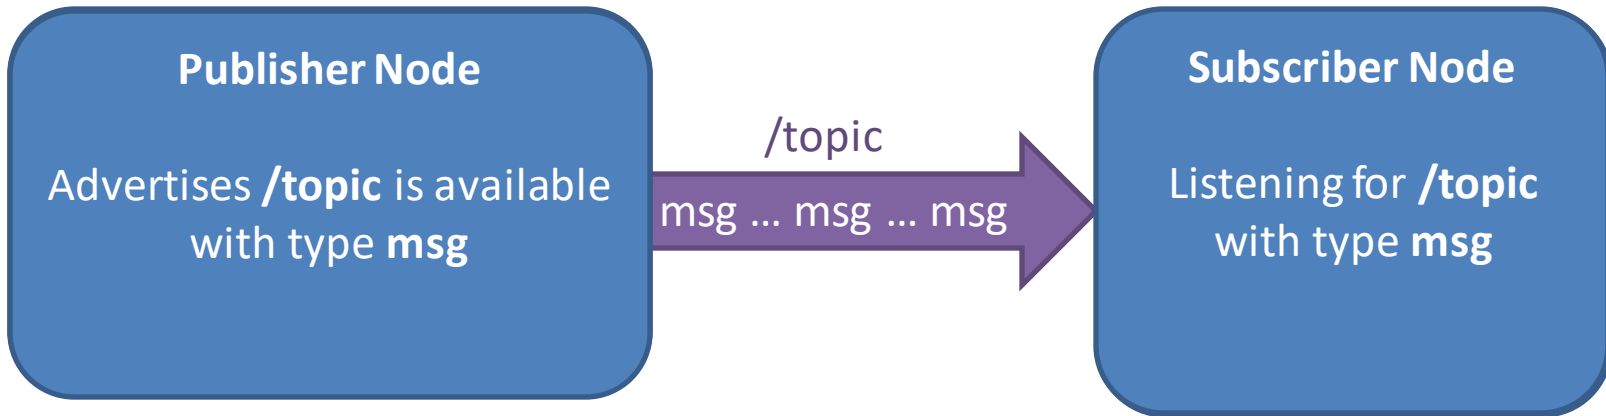 Publisher Node
Advertises /topic is available
with type msg
/topic
msg ... msg ... msg
Subscriber Node
Listening for /topic
with type msg